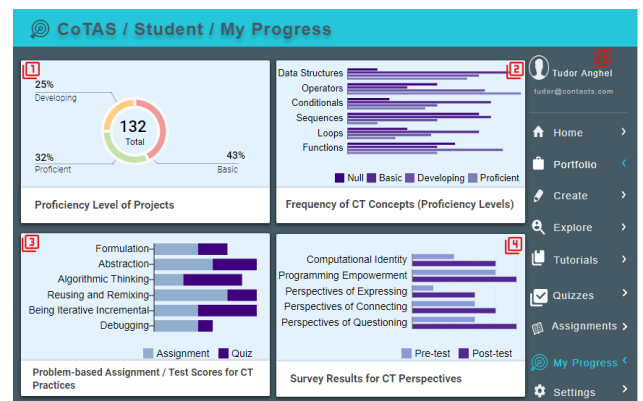 CoTAS / Student / My Progress
1
25%
Developing
132
Total
32%
Proficient
43%
Basic
Proficiency Level of Projects
2
Data Structures
Operators
Conditionals
Sequences
Loops
Functions
Null Basic Developing Proficient
Frequency of CT Concepts (Proficiency Levels)
3
Formulation
Abstraction
Algorithmic Thinking
Reusing and Remixing
Being Iterative Incremental
Debugging
Assignment Quiz
Problem-based Assignment / Test Scores for CT
Practices
4
Computational Identity
Programming Empowerment
Perspectives of Expressing
Perspectives of Connecting
Perspectives of Questioning
Pre-test Post-test
Survey Results for CT Perspectives
Tudor Anghel
tudor@contacts.com
Home
Portfolio
Create
Explore
Tutorials
Quizzes
Assignments
My Progress
Settings